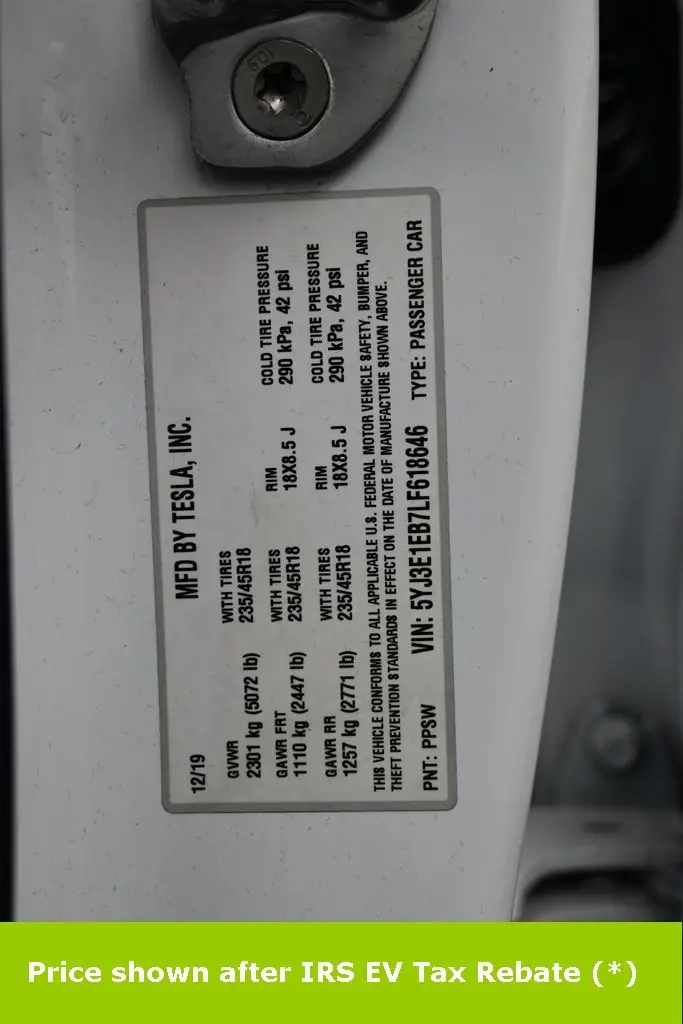 12/19 MFD BY TESLA, INC.
GVWR WITH TIRES
2301 kg (5072 lb) 235/45R18
GAWR FRT WITH TIRES RIM COLD TIRE PRESSURE
1110 kg (2447 lb) 235/45R18 18X8.5 J 290 kPa, 42 psi
GAWR RR WITH TIRES RIM COLD TIRE PRESSURE
1257 kg (2771 lb) 235/45R18 18X8.5 J 290 kPa, 42 psi
THIS VEHICLE CONFORMS TO ALL APPLICABLE U.S. FEDERAL MOTOR VEHICLE SAFETY, BUMPER, AND
THEFT PREVENTION STANDARDS IN EFFECT ON THE DATE OF MANUFACTURE SHOWN ABOVE.
PNT: PPSW VIN: 5YJ3E1EB7LF618646 TYPE: PASSENGER CAR
Price shown after IRS EV Tax Rebate (*)